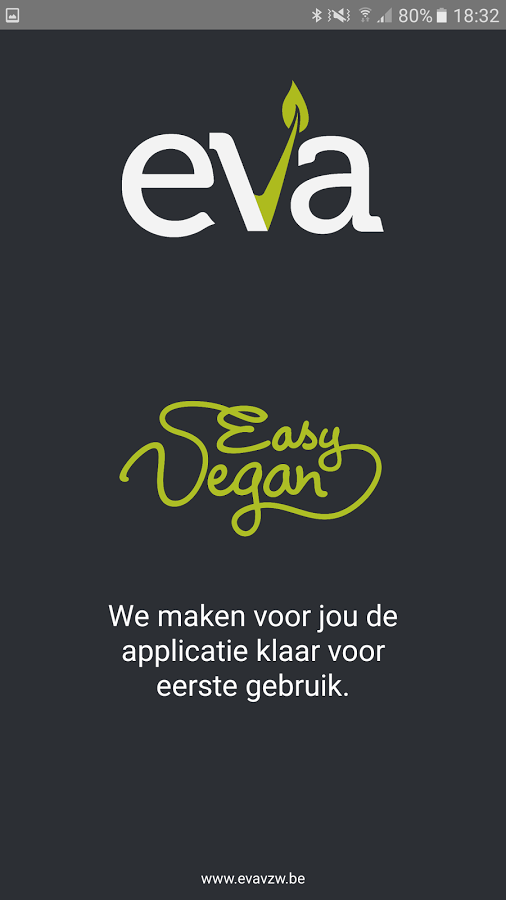 80% 18:32
eva
Easy
Vegan
We maken voor jou de
applicatie klaar voor
eerste gebruik.
www.evavzw.be